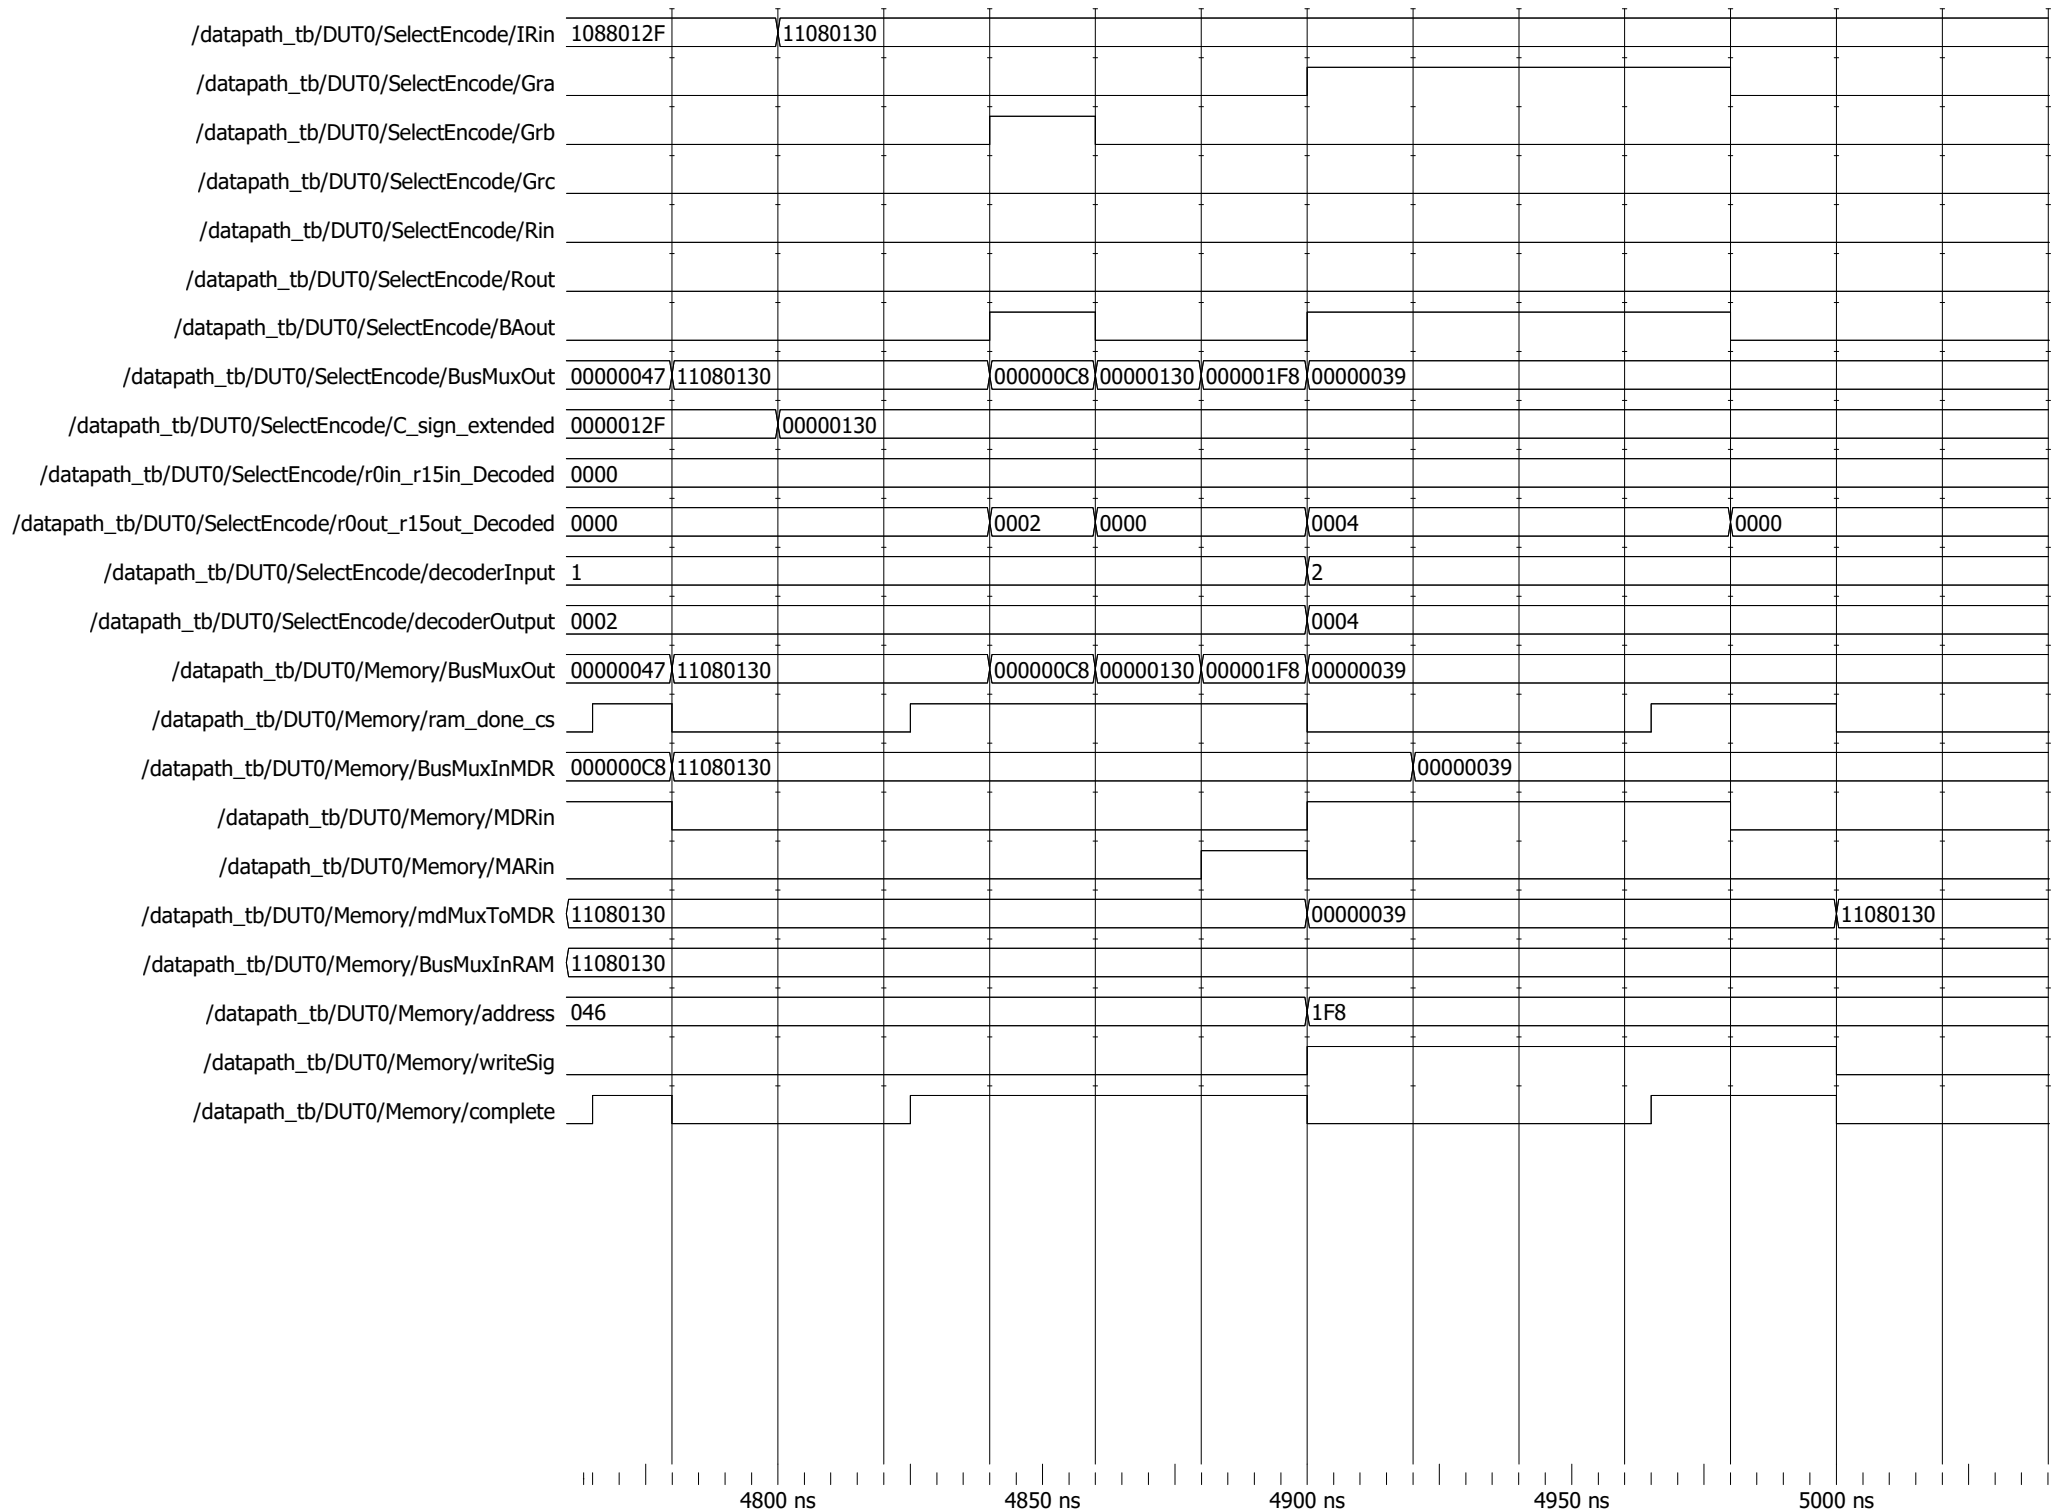 /datapath_tb/DUT0/SelectEncode/IRin 1088012F 11080130
/datapath_tb/DUT0/SelectEncode/Gra
/datapath_tb/DUT0/SelectEncode/Grb
/datapath_tb/DUT0/SelectEncode/Grc
/datapath_tb/DUT0/SelectEncode/Rin
/datapath_tb/DUT0/SelectEncode/Rout
/datapath_tb/DUT0/SelectEncode/BAout
/datapath_tb/DUT0/SelectEncode/BusMuxOut 00000047 11080130 000000C8 00000130 000001F8 00000039
/datapath_tb/DUT0/SelectEncode/C_sign_extended 0000012F 00000130
/datapath_tb/DUT0/SelectEncode/r0in_r15in_Decoded 0000
/datapath_tb/DUT0/SelectEncode/r0out_r15out_Decoded 0000 0002 0000 0004 0000
/datapath_tb/DUT0/SelectEncode/decoderInput 1 2
/datapath_tb/DUT0/SelectEncode/decoderOutput 0002 0004
/datapath_tb/DUT0/Memory/BusMuxOut 00000047 11080130 000000C8 00000130 000001F8 00000039
/datapath_tb/DUT0/Memory/ram_done_cs
/datapath_tb/DUT0/Memory/BusMuxInMDR 000000C8 11080130 00000039
/datapath_tb/DUT0/Memory/MDRin
/datapath_tb/DUT0/Memory/MARin
/datapath_tb/DUT0/Memory/mdMuxToMDR 11080130 00000039 11080130
/datapath_tb/DUT0/Memory/BusMuxInRAM 11080130
/datapath_tb/DUT0/Memory/address 046 1F8
/datapath_tb/DUT0/Memory/writeSig
/datapath_tb/DUT0/Memory/complete
4800 ns 4850 ns 4900 ns 4950 ns 5000 ns